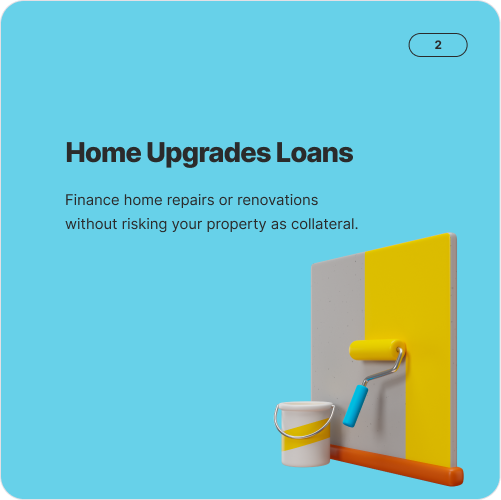 2
Home Upgrades Loans
Finance home repairs or renovations
without risking your property as collateral.